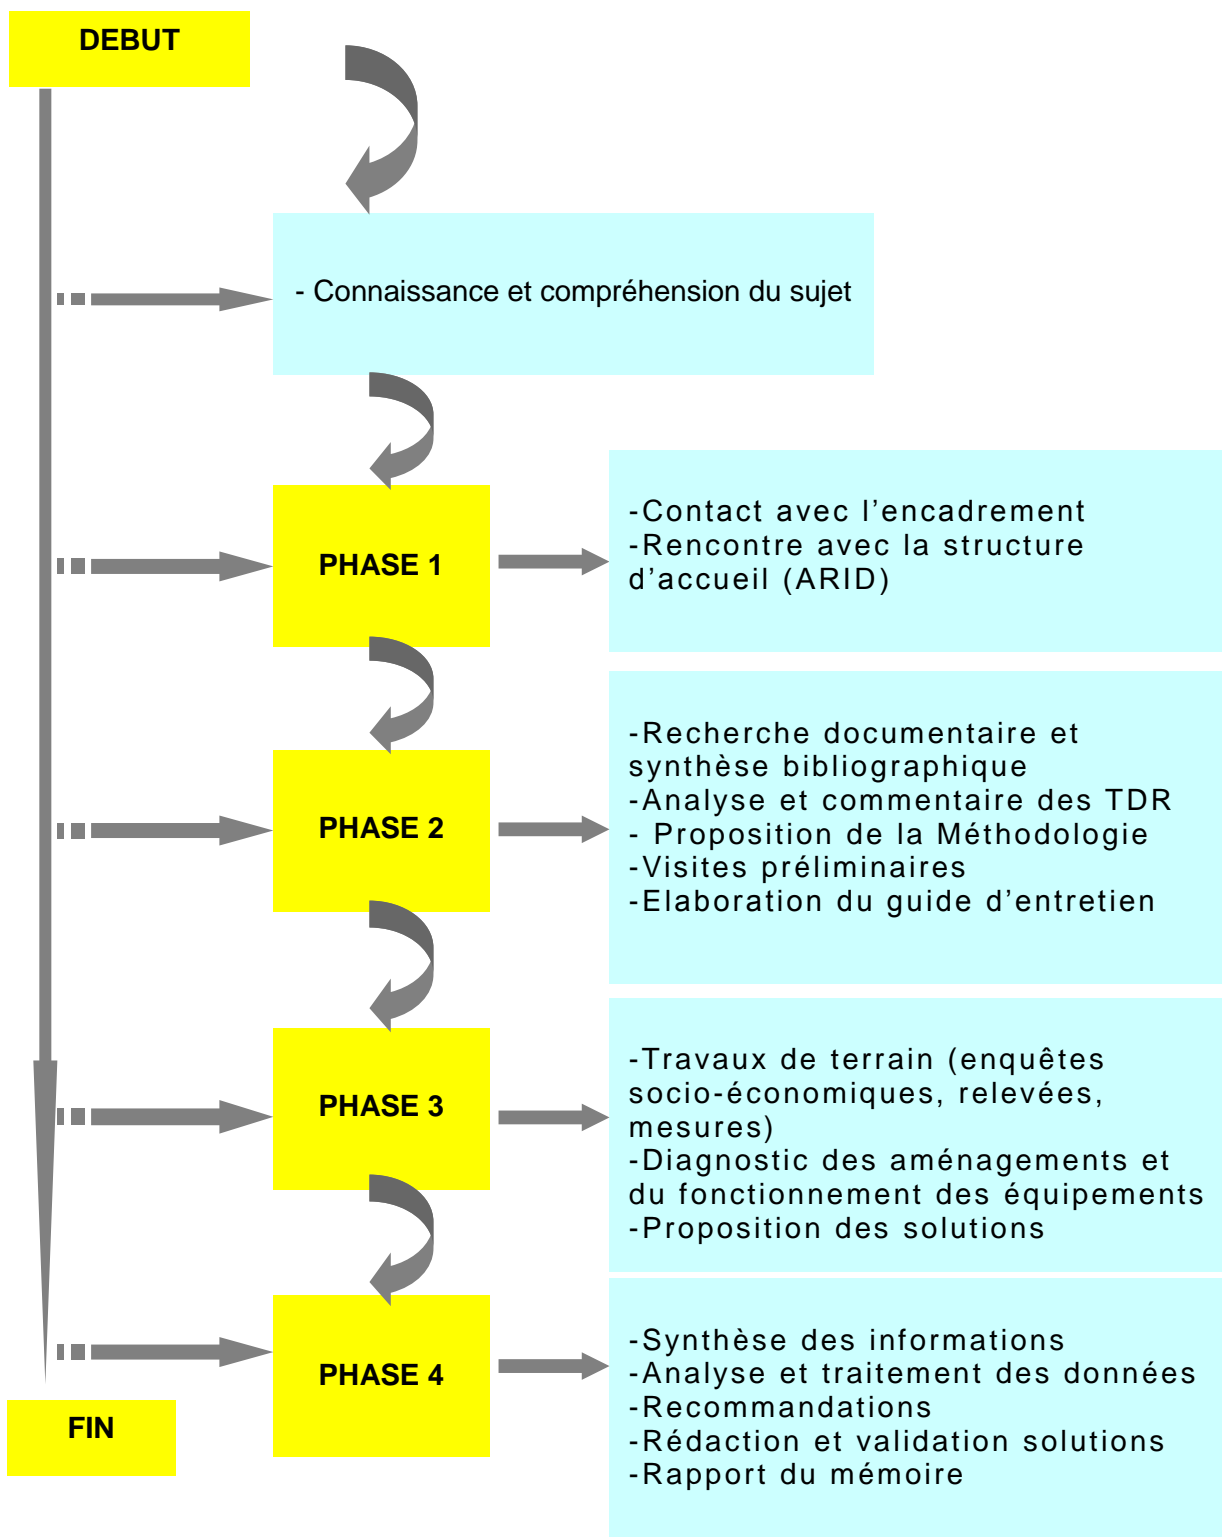 DEBUT
- Connaissance et compréhension du sujet
PHASE 1
-Contact avec l’encadrement
-Rencontre avec la structure
d’accueil (ARID)
PHASE 2
-Recherche documentaire et
synthèse bibliographique
-Analyse et commentaire des TDR
- Proposition de la Méthodologie
-Visites préliminaires
-Elaboration du guide d’entretien
PHASE 3
-Travaux de terrain (enquêtes
socio-économiques, relevées,
mesures)
-Diagnostic des aménagements et
du fonctionnement des équipements
-Proposition des solutions
PHASE 4
-Synthèse des informations
-Analyse et traitement des données
-Recommandations
-Rédaction et validation solutions
-Rapport du mémoire
FIN